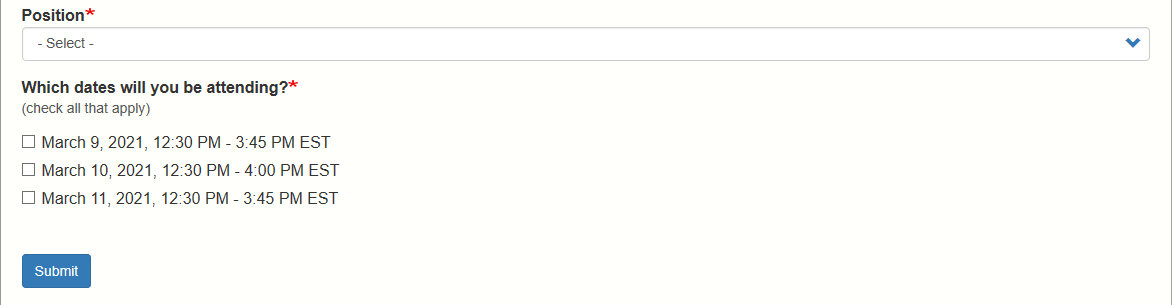 Position*
- Select -
Which dates will you be attending?*
(check all that apply)
March 9, 2021, 12:30 PM - 3:45 PM EST
March 10, 2021, 12:30 PM - 4:00 PM EST
March 11, 2021, 12:30 PM - 3:45 PM EST
Submit